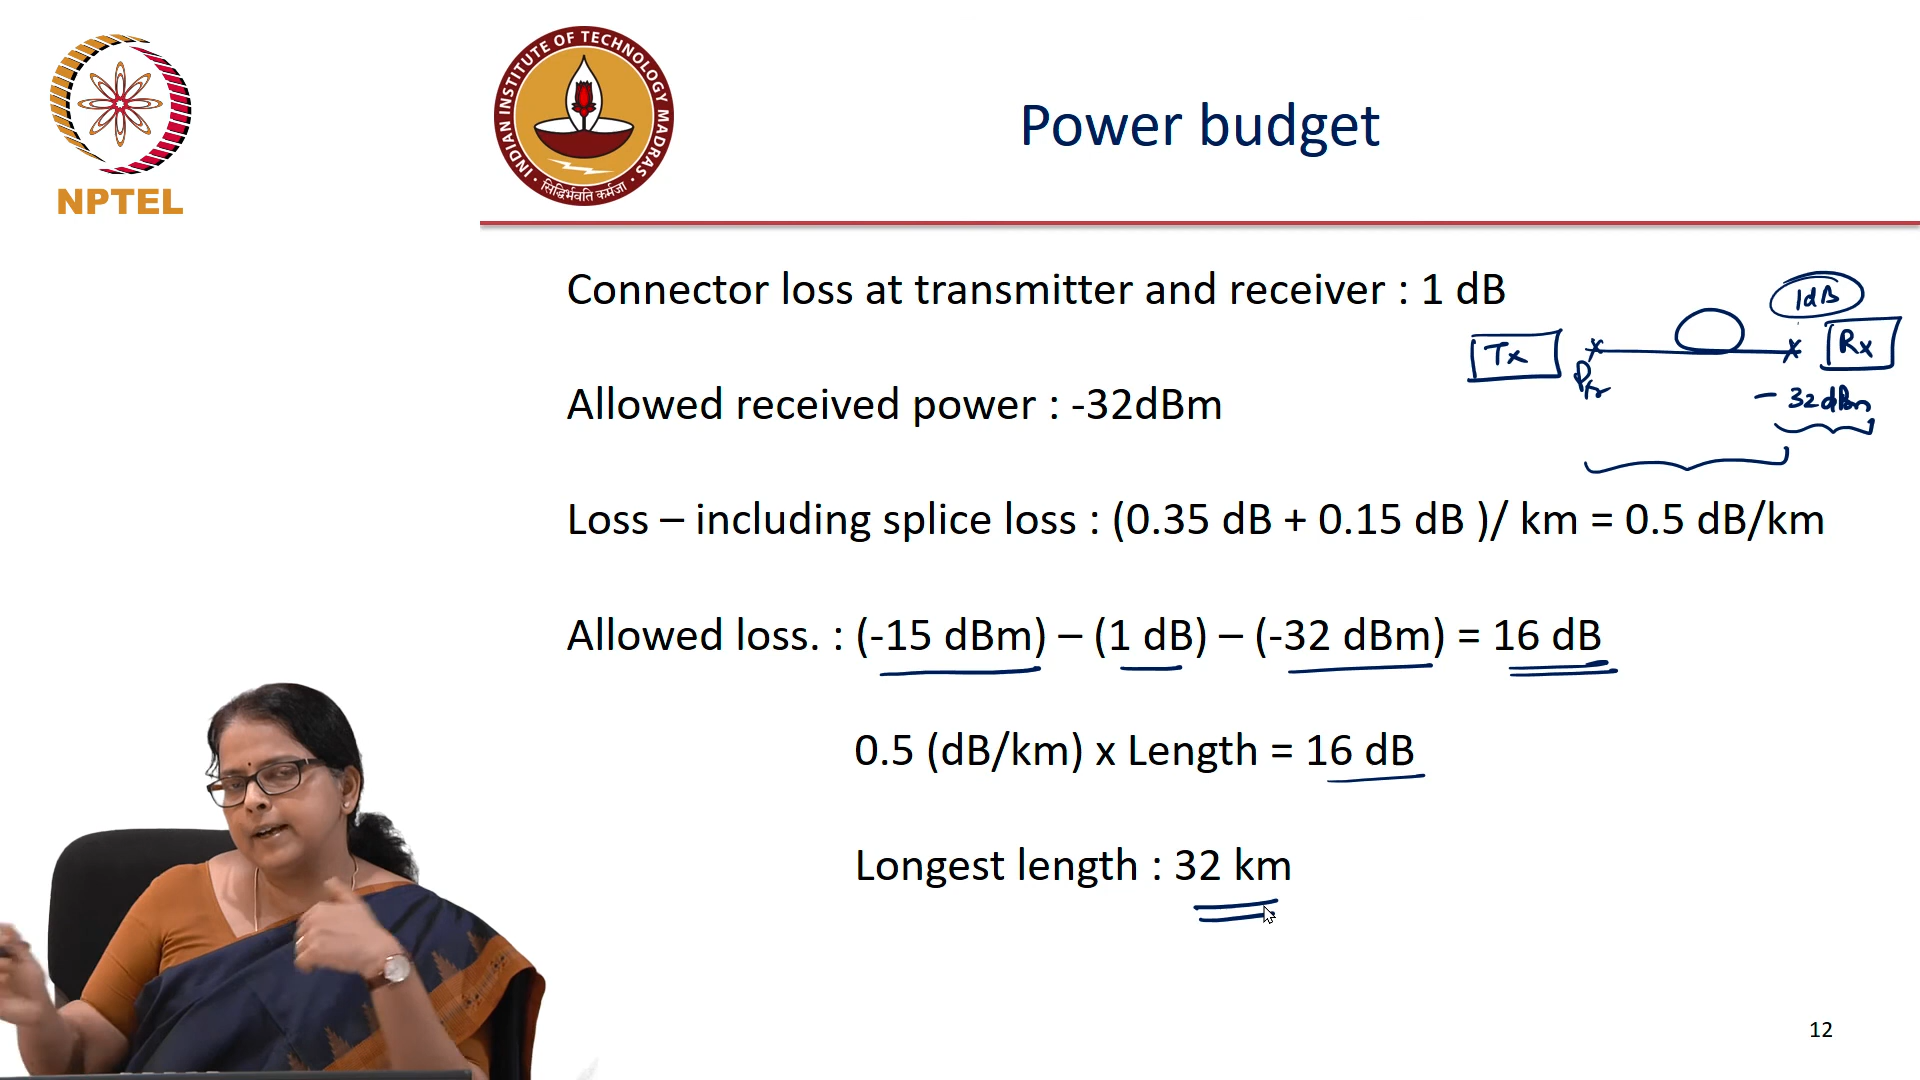 NPTEL
INDIAN INSTITUTE OF TECHNOLOGY MADRAS
सिद्धिर्भवति कर्मजा
Power budget
Connector loss at transmitter and receiver : 1 dB
1dB
Tx
Rx
Ptr
Allowed received power : -32dBm
- 32dBm
Loss – including splice loss : (0.35 dB + 0.15 dB )/ km = 0.5 dB/km
Allowed loss. : (-15 dBm) – (1 dB) – (-32 dBm) = 16 dB
0.5 (dB/km) x Length = 16 dB
Longest length : 32 km
12